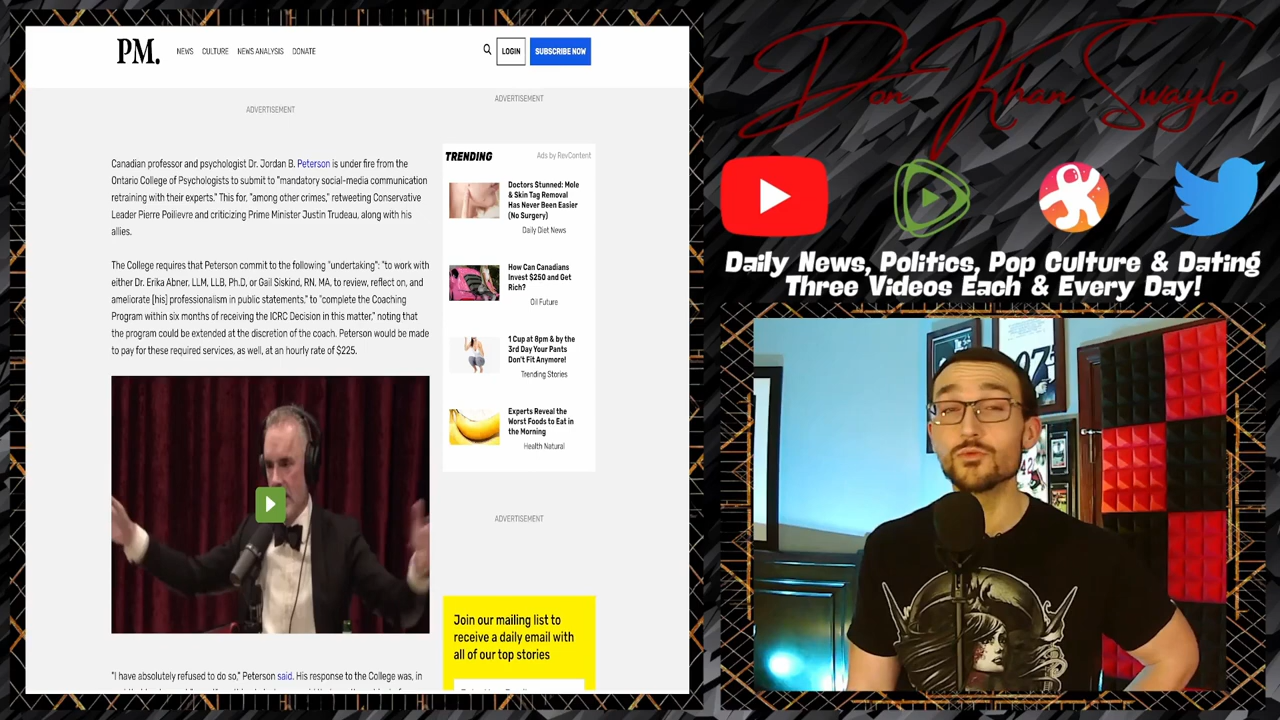 PM.
NEWS
CULTURE
NEWS ANALYSIS
DONATE
LOGIN
SUBSCRIBE NOW
ADVERTISEMENT
ADVERTISEMENT
Canadian professor and psychologist Dr. Jordan B. Peterson is under fire from the
Ontario College of Psychologists to submit to "mandatory social-media communication
retraining with their experts." This for, "among other crimes," retweeting Conservative
Leader Pierre Poilievre and criticizing Prime Minister Justin Trudeau, along with his
allies.
The College requires that Peterson commit to the following "undertaking": "to work with
either Dr. Erika Abner, LLM, LLB, Ph.D, or Gail Siskind, RN, MA, to review, reflect on, and
ameliorate [his] professionalism in public statements," to "complete the Coaching
Program within six months of receiving the ICRC Decision in this matter," noting that
the program could be extended at the discretion of the coach. Peterson would be made
to pay for these required services, as well, at an hourly rate of $225.
"I have absolutely refused to do so," Peterson said. His response to the College was, in
TRENDING
Ads by RevContent
Doctors Stunned: Mole
& Skin Tag Removal
Has Never Been Easier
(No Surgery)
Daily Diet News
How Can Canadians
Invest $250 and Get
Rich?
Oil Future
1 Cup at 8pm & by the
3rd Day Your Pants
Don't Fit Anymore!
Trending Stories
Experts Reveal the
Worst Foods to Eat in
the Morning
Health Natural
ADVERTISEMENT
Join our mailing list to
receive a daily email with
all of our top stories
Don Khan Swaylo
Daily News, Politics, Pop Culture & Dating
Three Videos Each & Every Day!